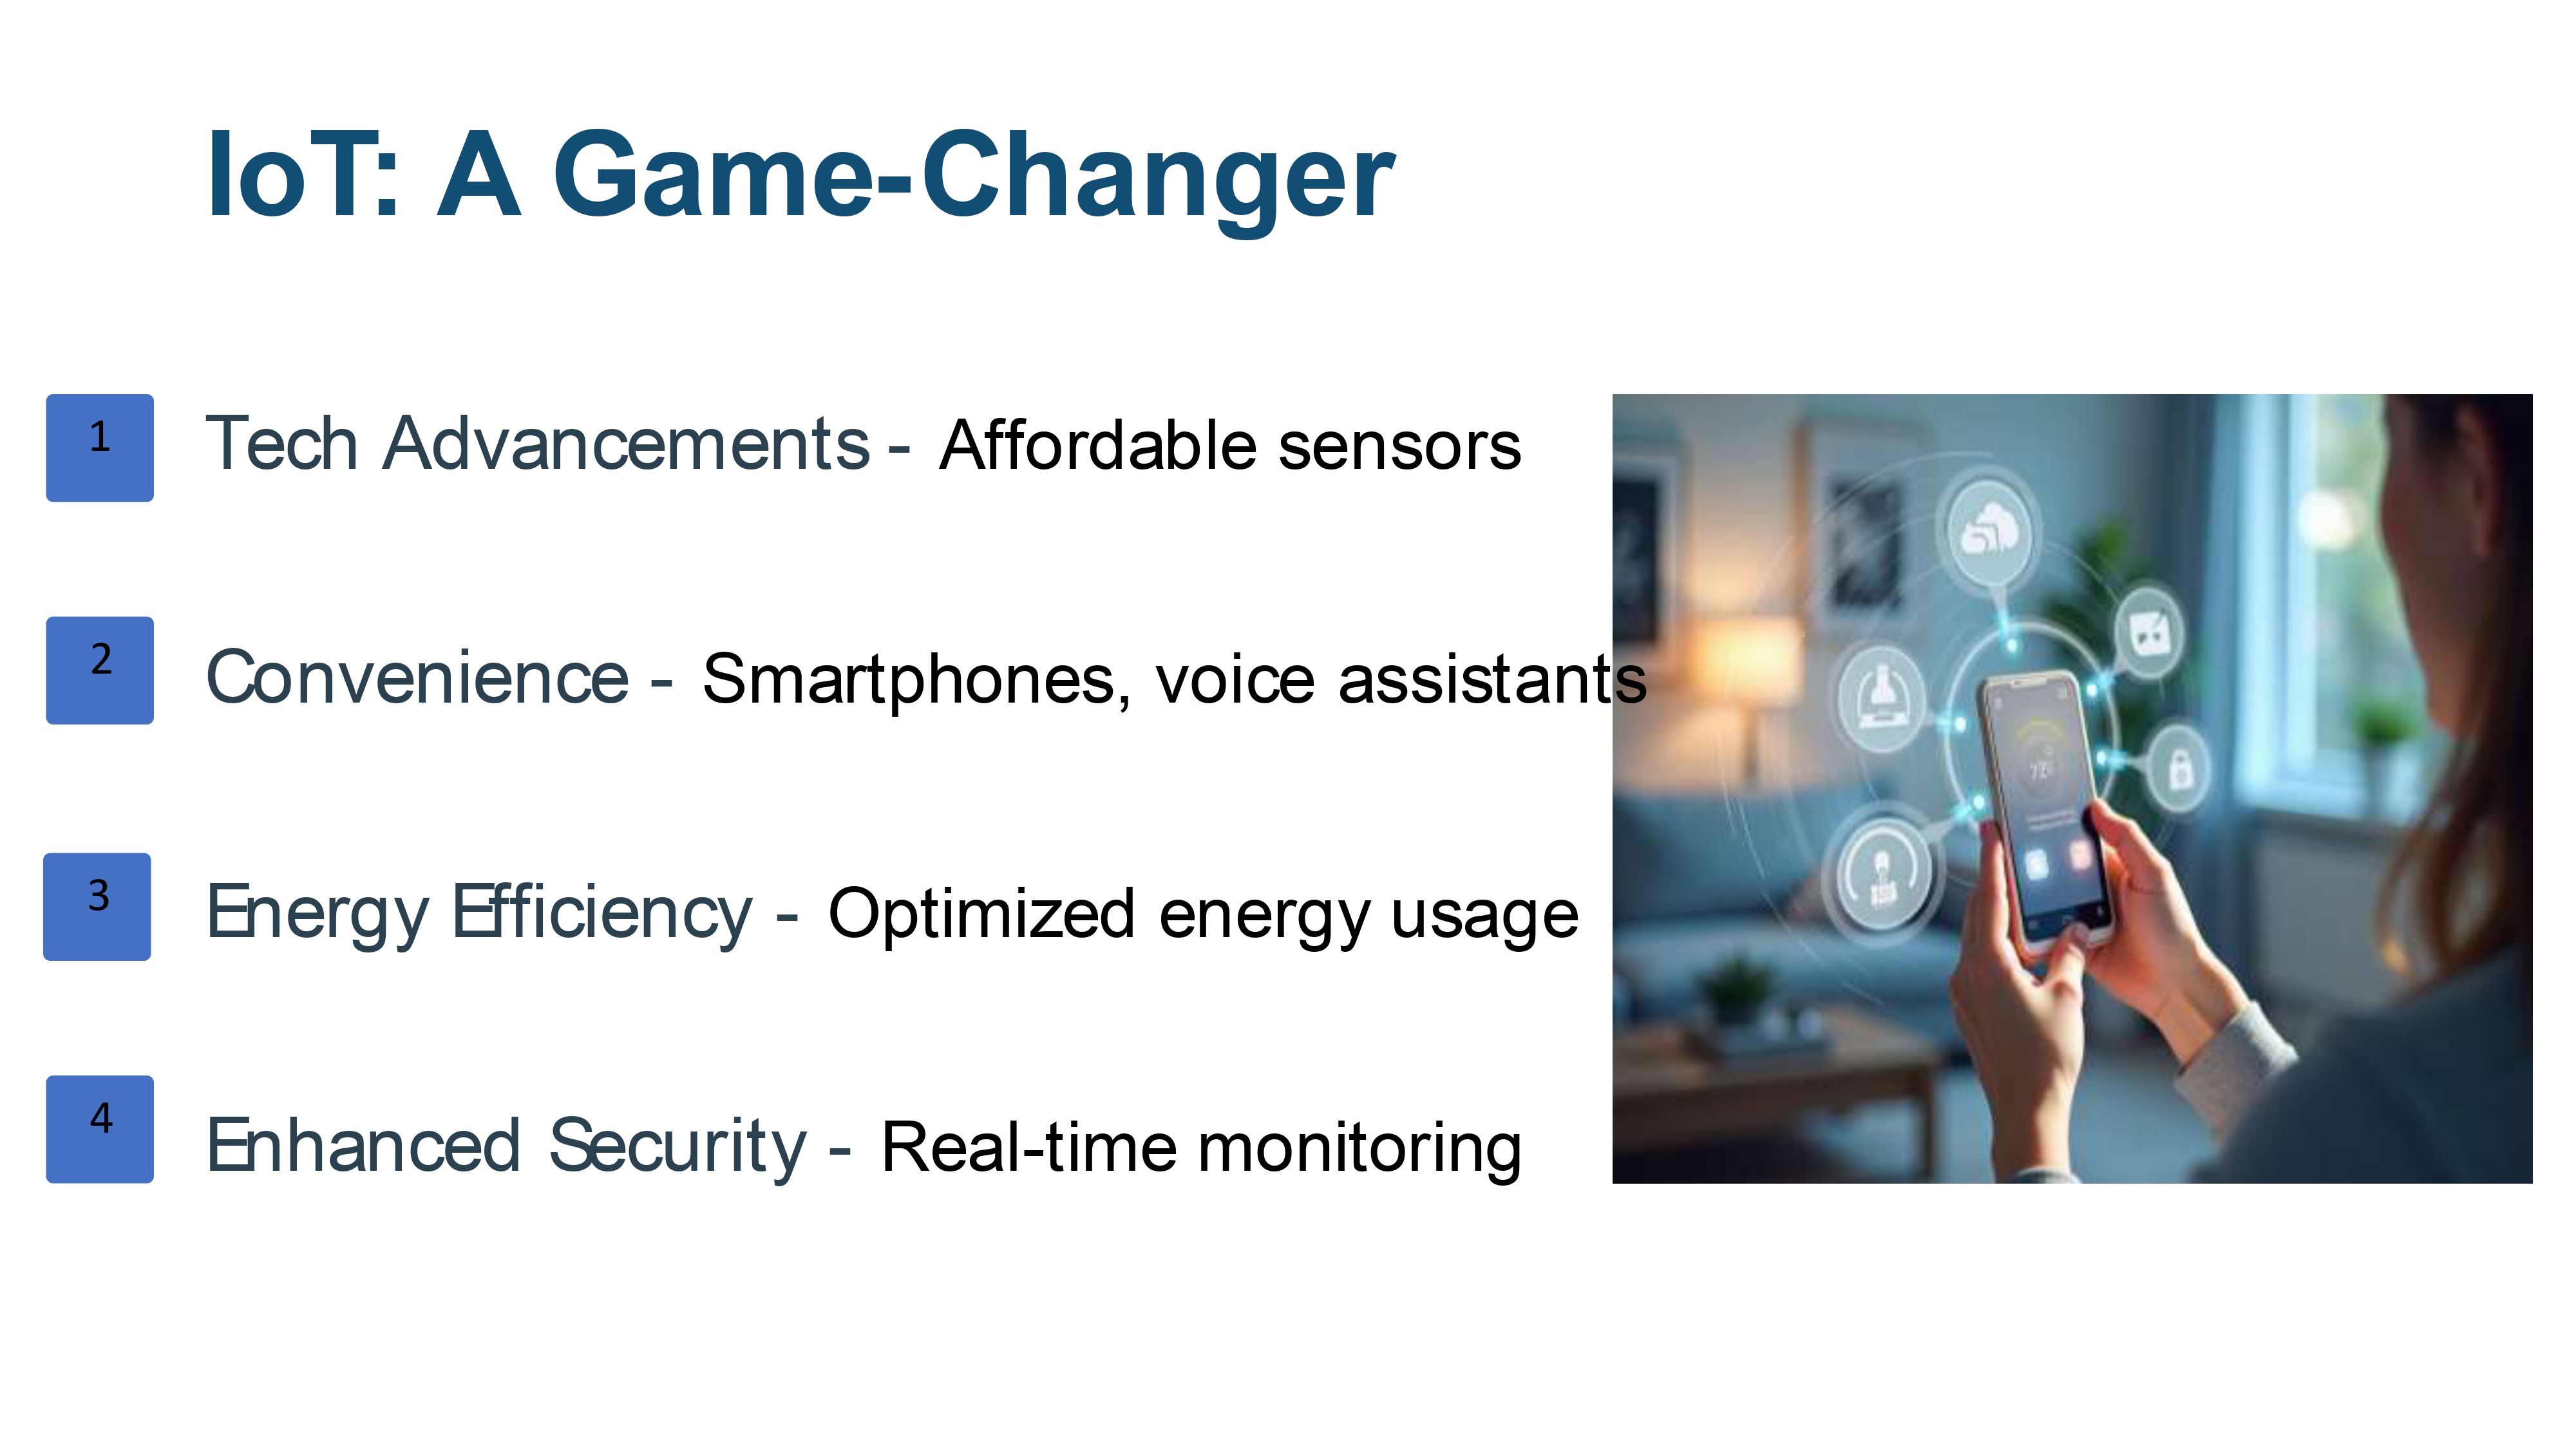 IoT: A Game-Changer
1
Tech Advancements - Affordable sensors
2
Convenience - Smartphones, voice assistants
3
Energy Efficiency - Optimized energy usage
4
Enhanced Security - Real-time monitoring